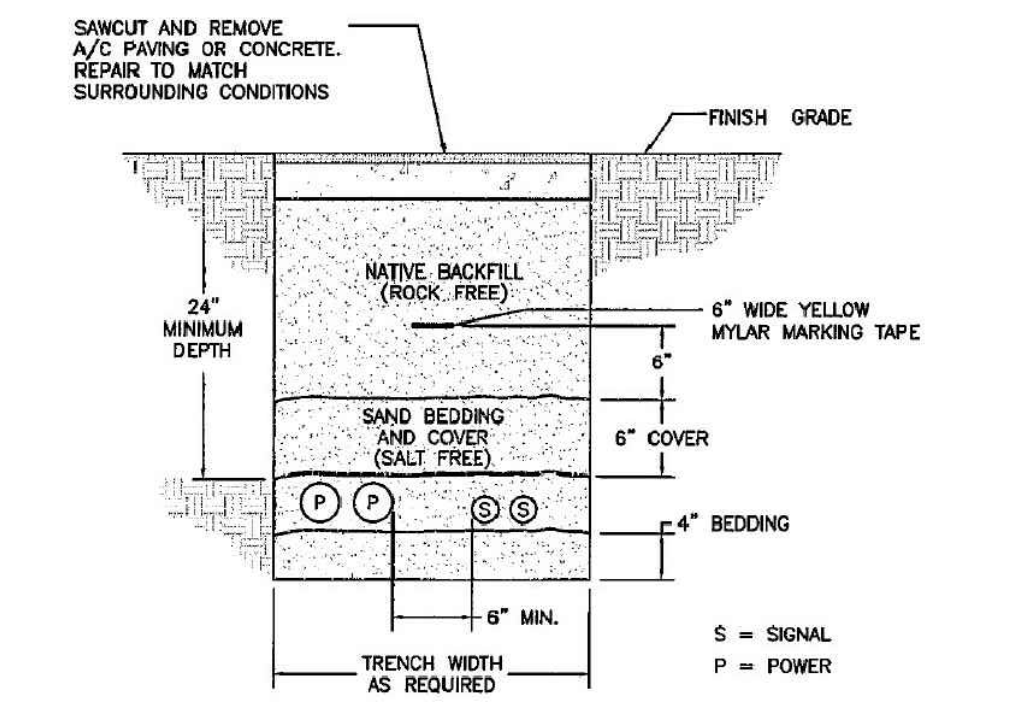 SAWCUT AND REMOVE
A/C PAVING OR CONCRETE.
REPAIR TO MATCH
SURROUNDING CONDITIONS
FINISH GRADE
NATIVE BACKFILL
(ROCK FREE)
24"
MINIMUM
DEPTH
6" WIDE YELLOW
MYLAR MARKING TAPE
6"
SAND BEDDING
AND COVER
(SALT FREE)
6" COVER
P P S S
4" BEDDING
6" MIN.
S = SIGNAL
P = POWER
TRENCH WIDTH
AS REQUIRED